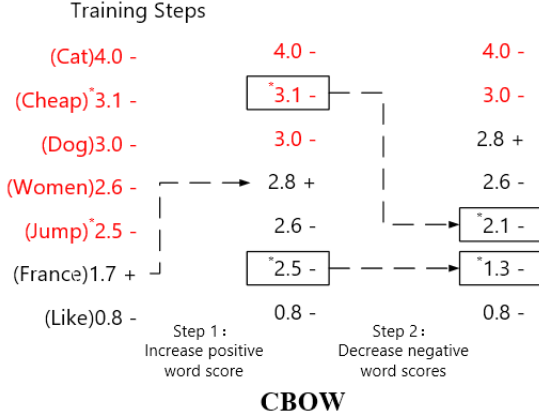 Training Steps
(Cat)4.0 - 4.0 - 4.0 -
(Cheap)*3.1 - *3.1 - 3.0 -
(Dog)3.0 - 3.0 - 2.8 +
(Women)2.6 - 2.8 + 2.6 -
(Jump)*2.5 - 2.6 - *2.1 -
(France)1.7 + *2.5 - *1.3 -
(Like)0.8 - 0.8 - 0.8 -
Step 1: Step 2:
Increase positive Decrease negative
word score word scores
CBOW